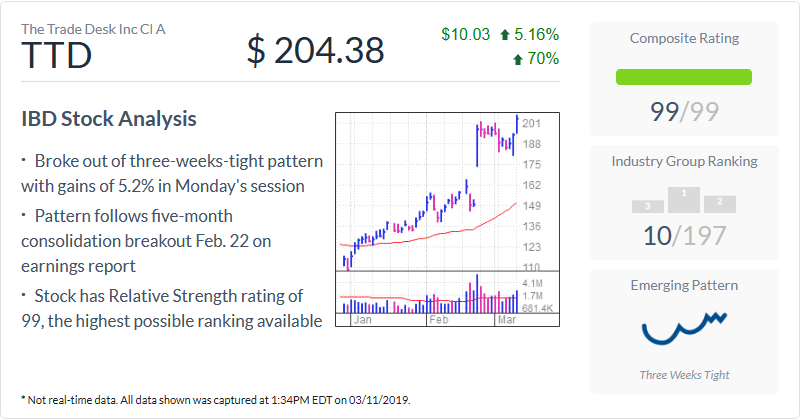 The Trade Desk Inc Cl A
TTD
$ 204.38
$10.03 5.16%
70%
IBD Stock Analysis
· Broke out of three-weeks-tight pattern
with gains of 5.2% in Monday's session
· Pattern follows five-month
consolidation breakout Feb. 22 on
earnings report
· Stock has Relative Strength rating of
99, the highest possible ranking available
201
188
175
162
149
136
123
110
4.1M
1.7M
681.4K
Jan Feb Mar
Composite Rating
99/99
Industry Group Ranking
3 1 2
10/197
Emerging Pattern
Three Weeks Tight
* Not real-time data. All data shown was captured at 1:34PM EDT on 03/11/2019.